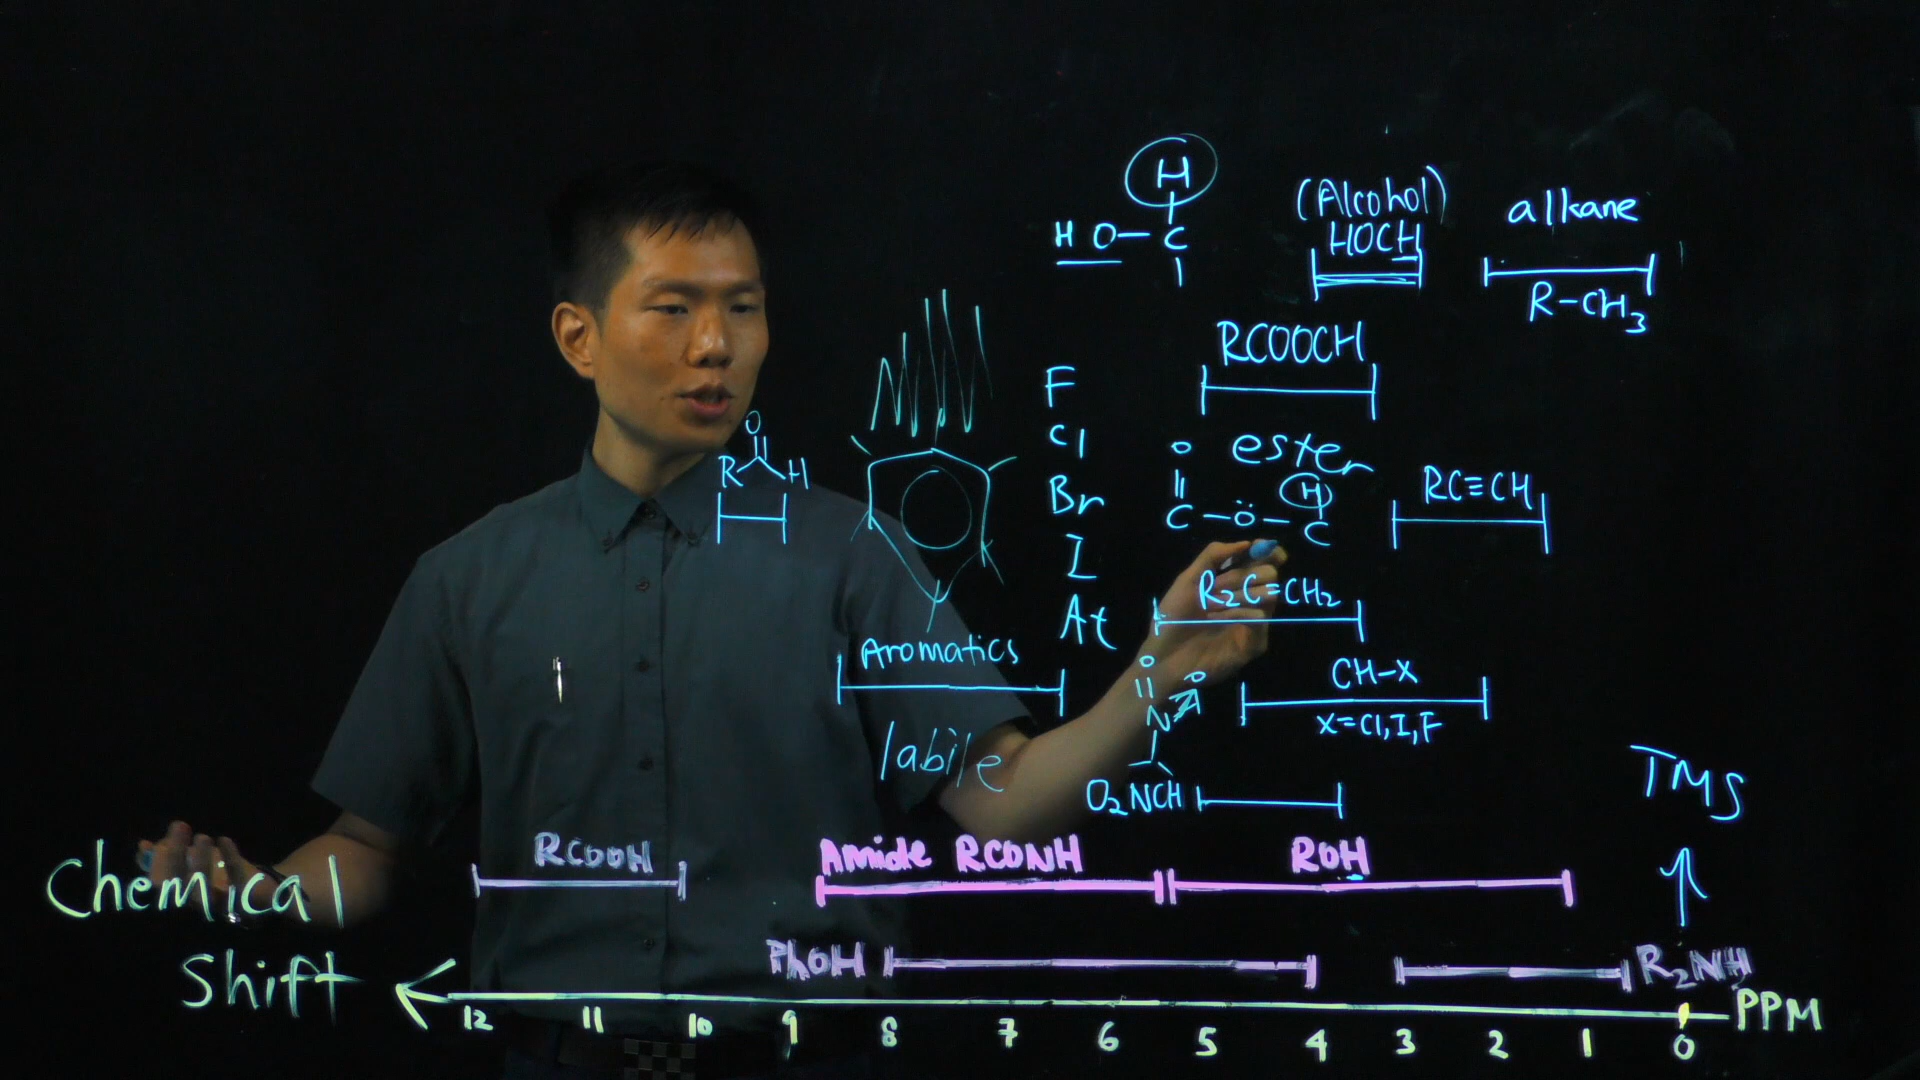 H
H O—C
(Alcohol)
HOCH
alkane
R-CH3
RCOOCH
F
Cl
Br
I
At
O
R H
O ester
H
C—O—C
RC≡CH
R2C=CH2
Aromatics
labile
CH-X
X=Cl, I, F
O
O
N
O2NCH
TMS
RCOOH
Amide RCONH
ROH
Chemical
Shift
PhOH
R2NH
12 11 10 9 8 7 6 5 4 3 2 1 0
PPM